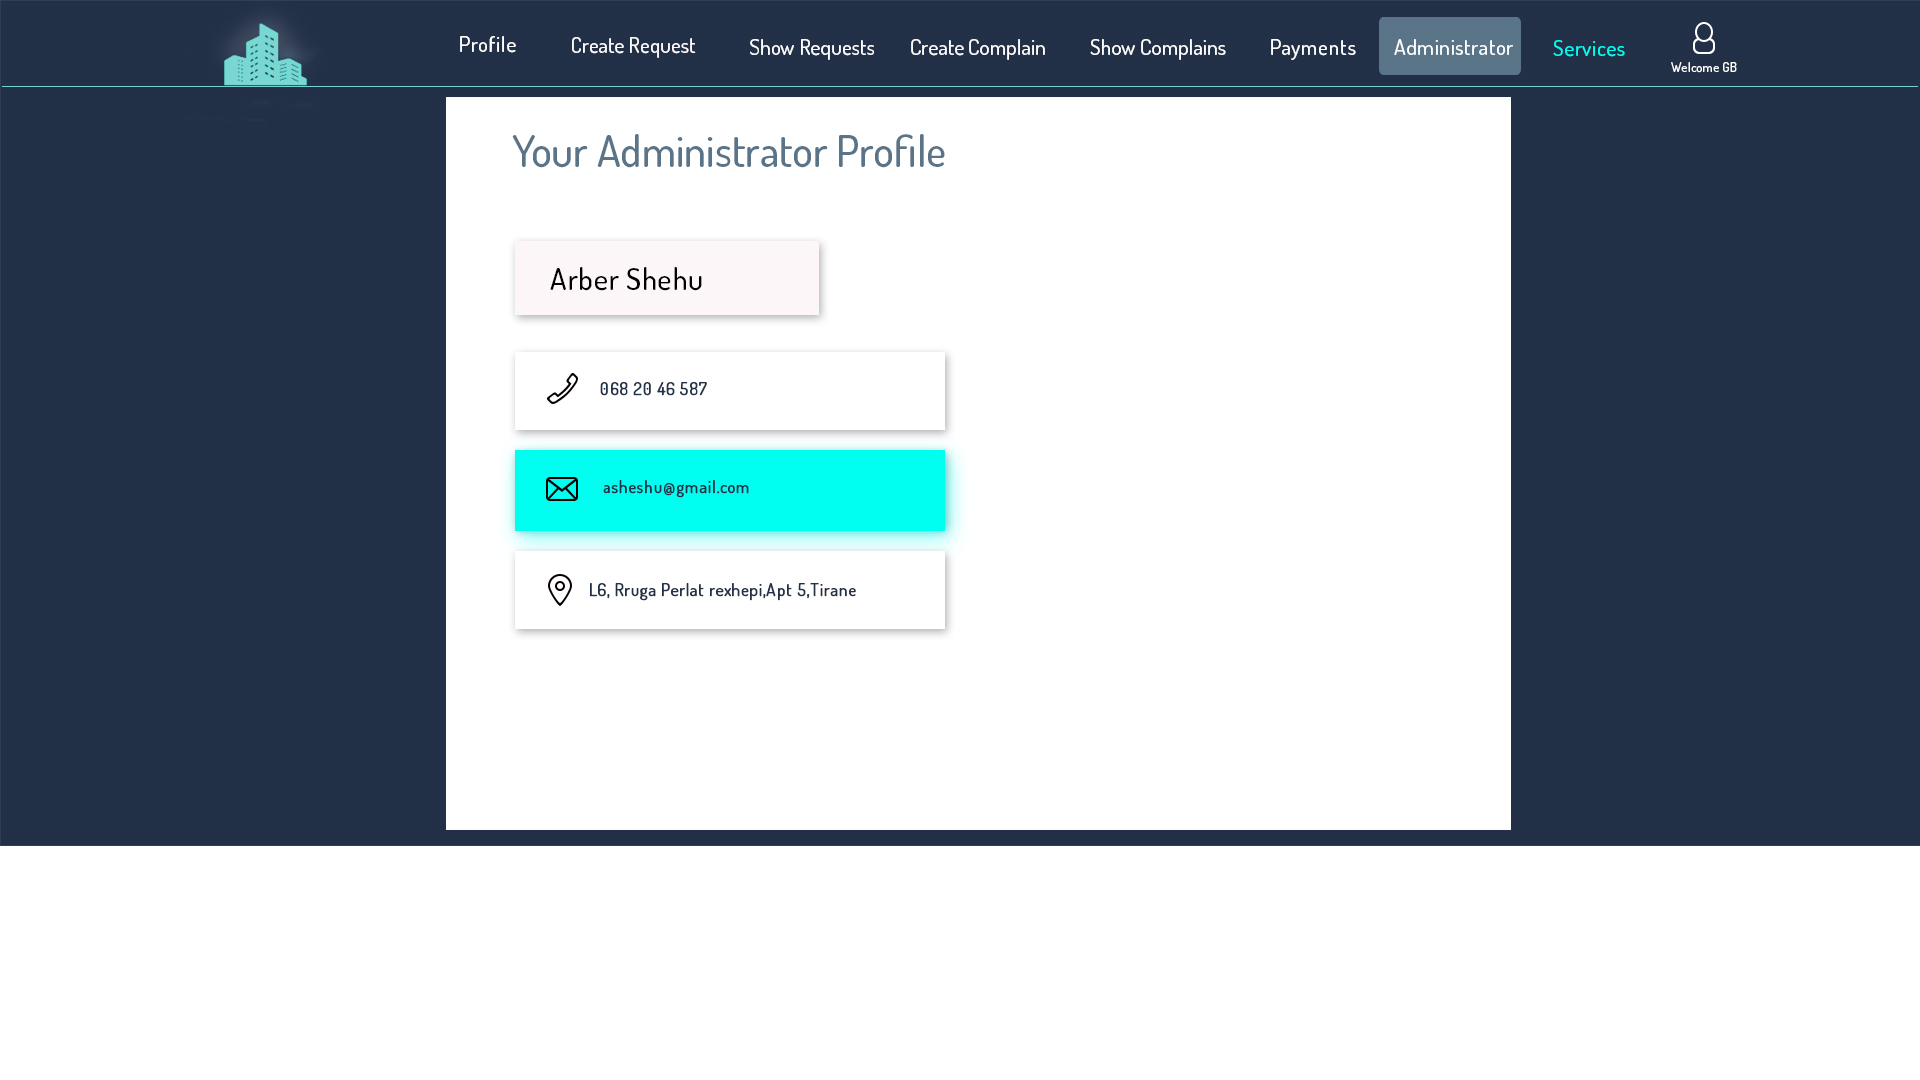 Profile
Create Request
Show Requests
Create Complain
Show Complains
Payments
Administrator
Services
Welcome GB
Your Administrator Profile
Arber Shehu
068 20 46 587
asheshu@gmail.com
L6, Rruga Perlat rexhepi,Apt 5,Tirane